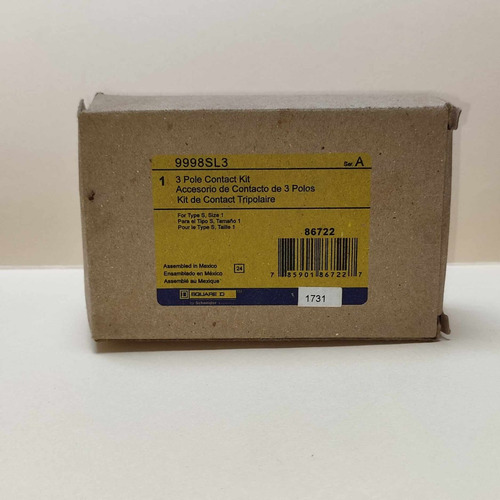 9998SL3 Ser. A
1 3 Pole Contact Kit
Accesorio de Contacto de 3 Polos
Kit de Contact Tripolaire
For Type S, Size 1
Para el Tipo S, Tamaño 1
Pour le Type S, Taille 1
86722
7 85901 86722 7
Assembled in Mexico
Ensamblado en México
Assemblé au Mexique
24
SQUARE D
by Schneider
1731